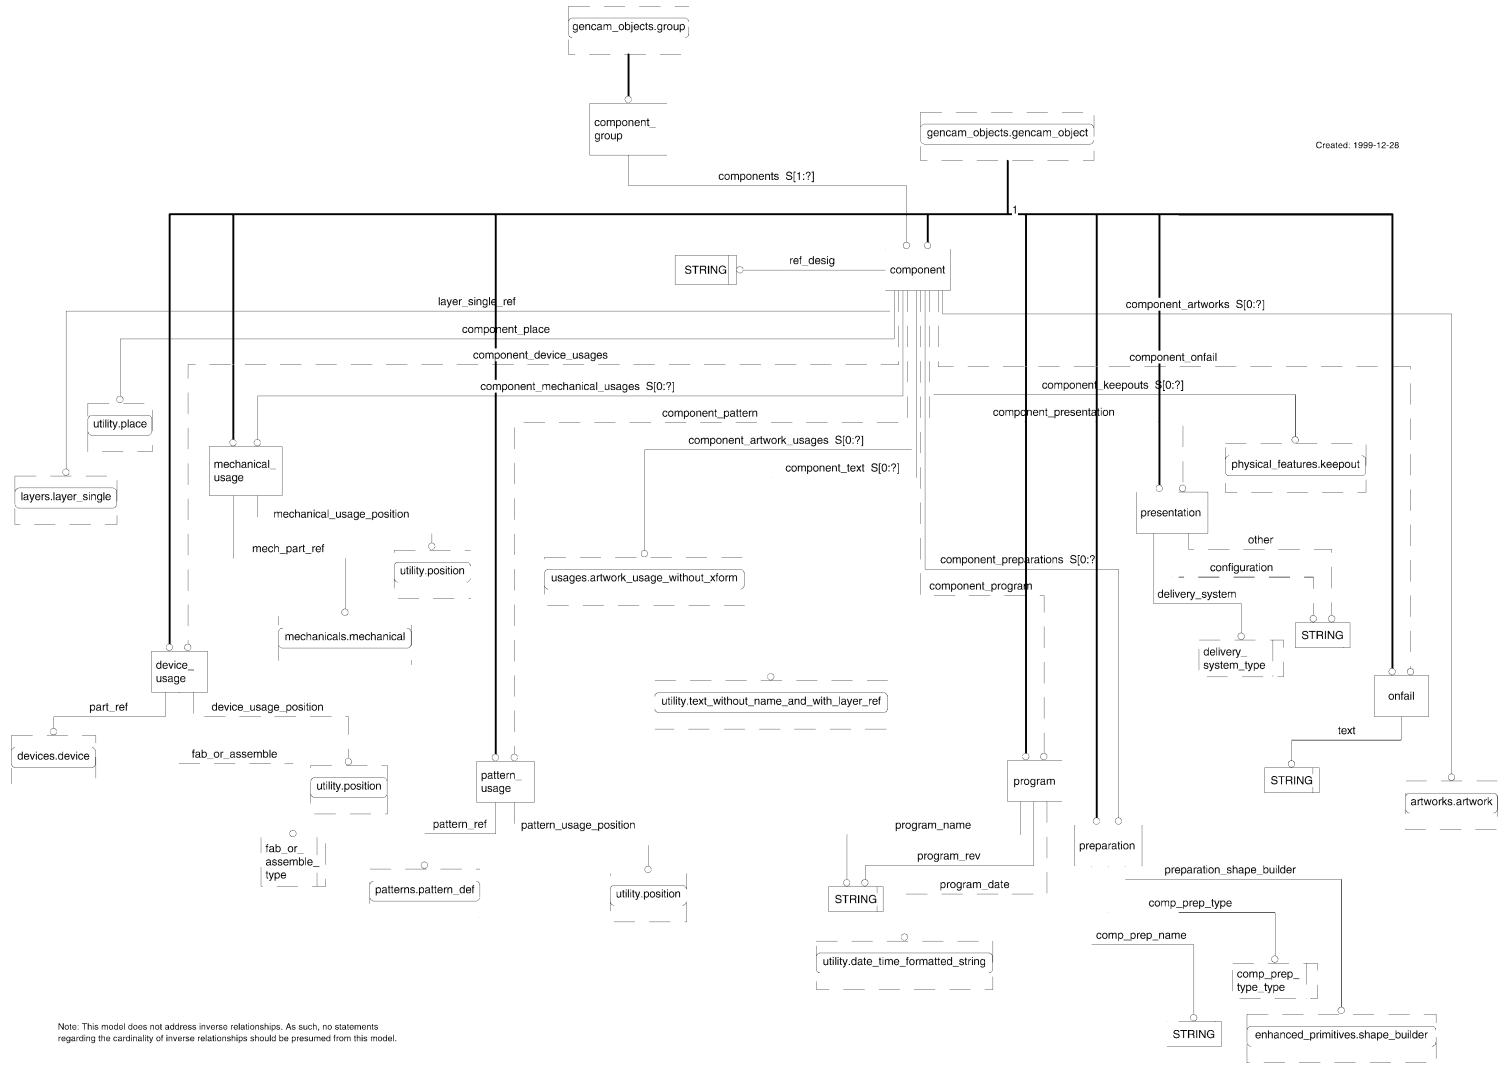 gencam_objects.group
component_
group
gencam_objects.gencam_object
Created: 1999-12-28
components S[1:?]
1
ref_desig
STRING
component
layer_single_ref
component_artworks S[0:?]
component_place
component_device_usages
component_onfail
component_mechanical_usages S[0:?]
component_keepouts S[0:?]
component_pattern
component_presentation
utility.place
component_artwork_usages S[0:?]
component_text S[0:?]
mechanical_
usage
physical_features.keepout
layers.layer_single
mechanical_usage_position
presentation
mech_part_ref
other
utility.position
usages.artwork_usage_without_xform
component_preparations S[0:?
configuration
component_program
delivery_system
mechanicals.mechanical
STRING
device_
usage
delivery_
system_type
onfail
part_ref
device_usage_position
utility.text_without_name_and_with_layer_ref
text
devices.device
fab_or_assemble
utility.position
pattern_
usage
program
STRING
artworks.artwork
pattern_ref
pattern_usage_position
program_name
fab_or_
assemble_
type
preparation
program_rev
preparation_shape_builder
patterns.pattern_def
utility.position
program_date
STRING
comp_prep_type
comp_prep_name
utility.date_time_formatted_string
comp_prep_
type_type
Note: This model does not address inverse relationships. As such, no statements
regarding the cardinality of inverse relationships should be presumed from this model.
STRING
enhanced_primitives.shape_builder